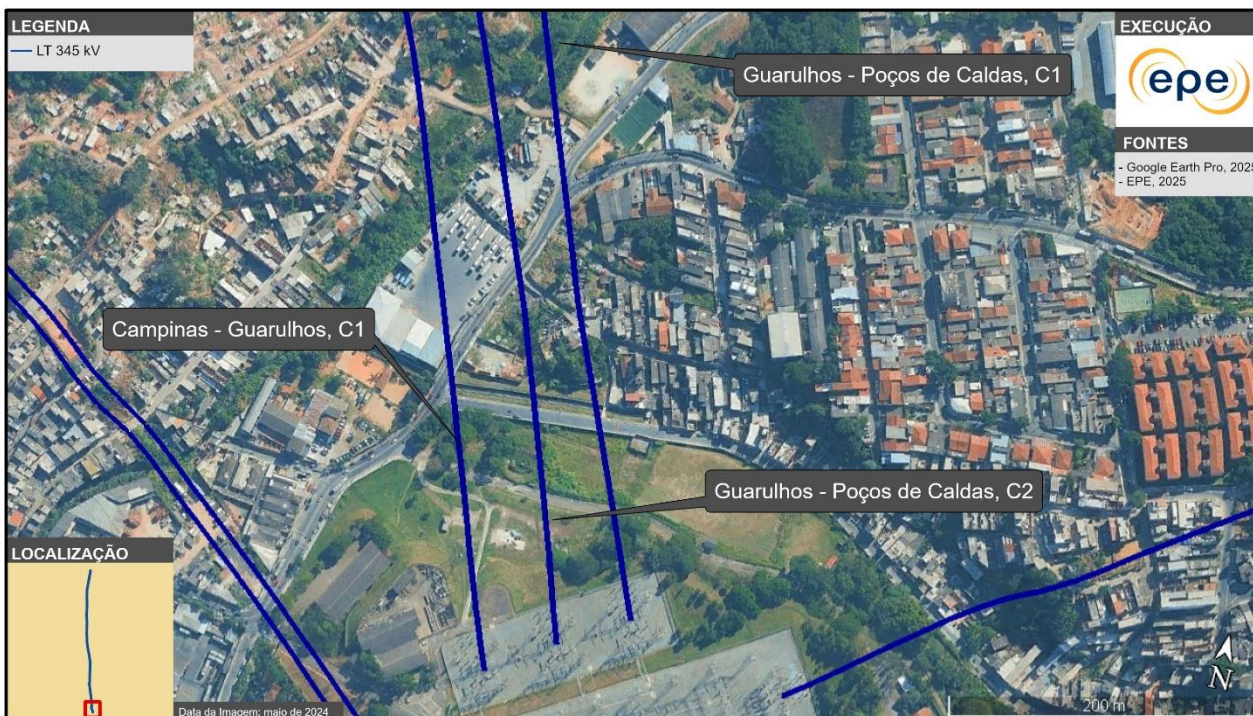 LEGENDA
LT 345 kV
Guarulhos - Poços de Caldas, C1
EXECUÇÃO
epe
FONTES
- Google Earth Pro, 2025
- EPE, 2025
Campinas - Guarulhos, C1
Guarulhos - Poços de Caldas, C2
LOCALIZAÇÃO
Data da Imagem: maio de 2024
200 m
N